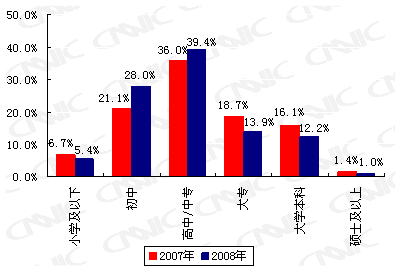 50.0%
40.0%
30.0%
20.0%
10.0%
0.0%
6.7%
5.4%
21.1%
28.0%
36.0%
39.4%
18.7%
13.9%
16.1%
12.2%
1.4%
1.0%
小学及以下
初中
高中/中专
大专
大学本科
硕士及以上
2007年
2008年
CNNIC